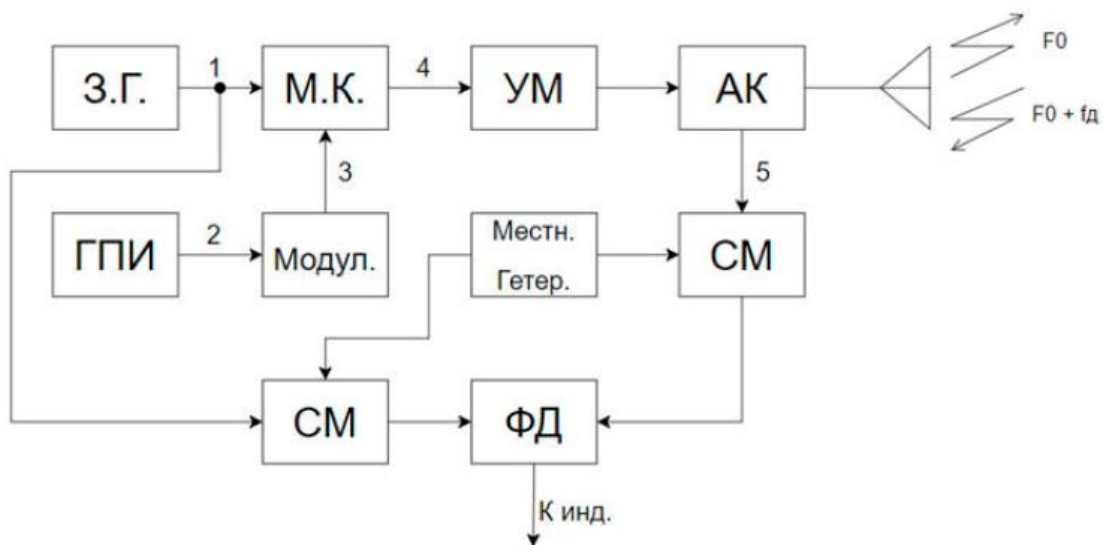 З.Г.
1
М.К.
4
УМ
АК
F0
F0 + fд
3
5
ГПИ
2
Модул.
Местн.
Гетер.
СМ
СМ
ФД
К инд.